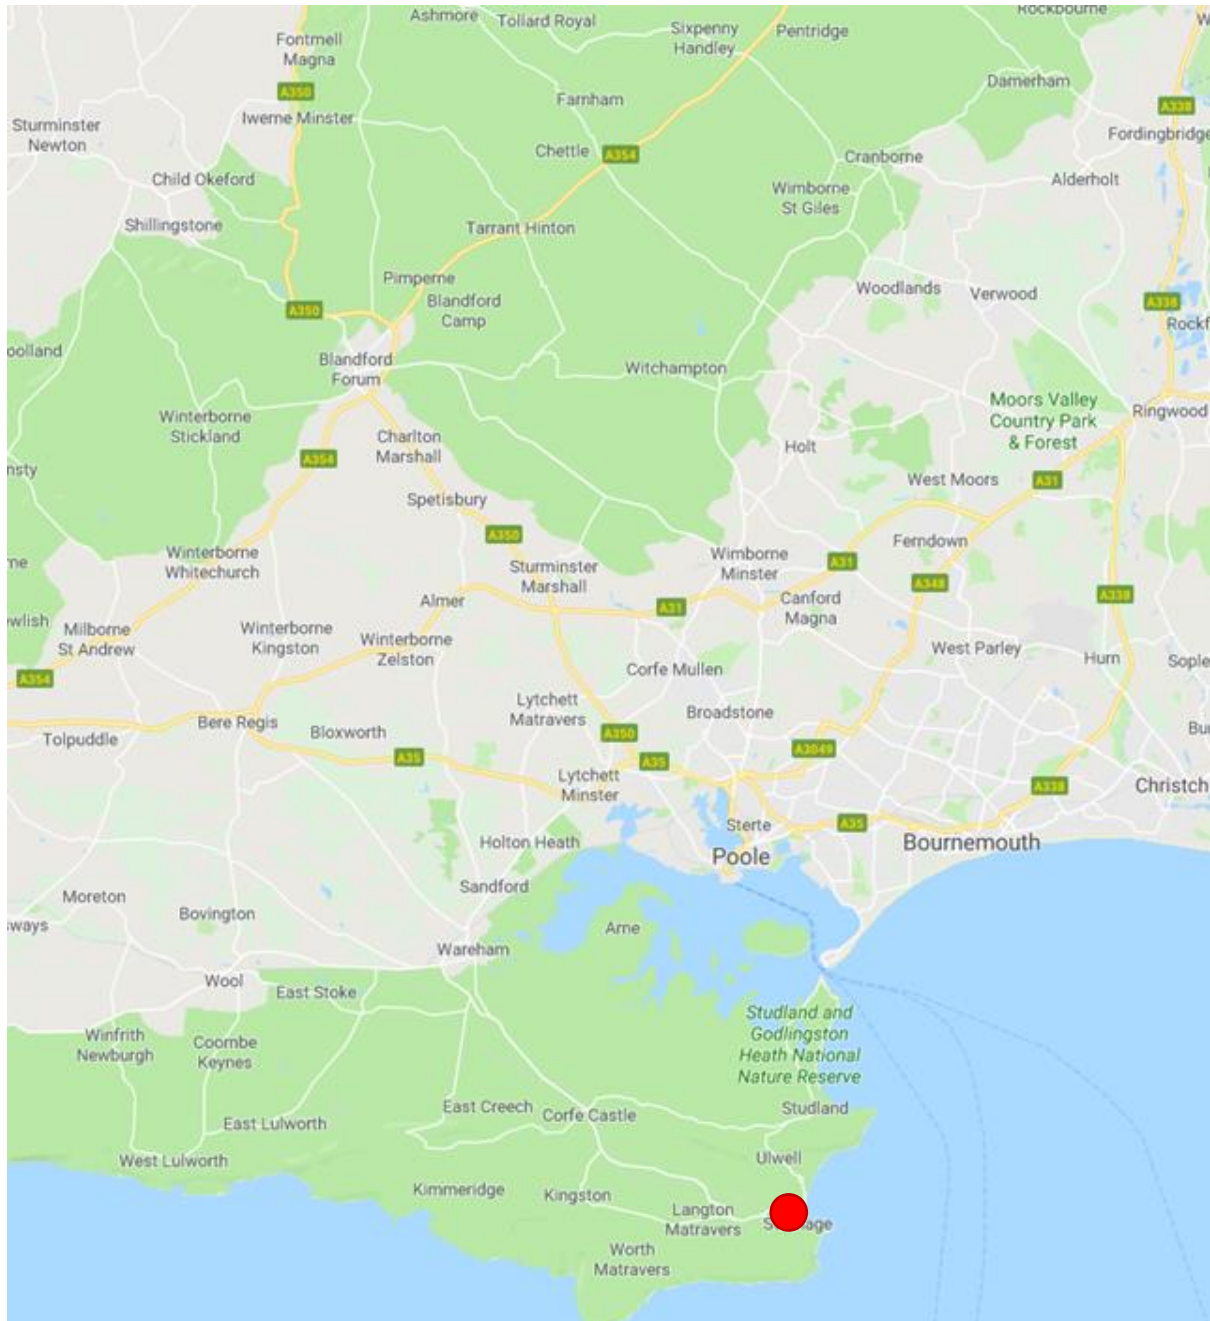 Ashmore
Tollard Royal
Sixpenny
Handley
Pentridge
Rockbourne
Fontmell
Magna
A350
Iwerne Minster
Farnham
Damerham
A338
Sturminster
Newton
Fordingbridge
Chettle
A354
Cranborne
Child Okeford
Wimborne
St Giles
Alderholt
Shillingstone
Tarrant Hinton
Pimperne
Blandford
Camp
Woodlands
Verwood
A338
A350
Rockf
oolland
Blandford
Forum
Witchampton
Moors Valley
Country Park
& Forest
Ringwood
Winterborne
Stickland
Charlton
Marshall
Holt
A354
nsty
West Moors
A31
Spetisbury
A350
Ferndown
Winterborne
Whitechurch
Wimborne
Minster
A31
Sturminster
Marshall
A348
A338
Almer
A31
Canford
Magna
ewlish
Milborne
St Andrew
Winterborne
Kingston
Winterborne
Zelston
West Parley
Hurn
Sople
Corfe Mullen
A354
Lytchett
Matravers
Broadstone
Bere Regis
Bloxworth
A350
Tolpuddle
A35
A35
A3049
Lytchett
Minster
A338
Christch
Sterte
A35
Holton Heath
Poole
Bournemouth
Sandford
Moreton
Bovington
Arne
sways
Wareham
Wool
East Stoke
Studland and
Godlingston
Heath National
Nature Reserve
Winfrith
Newburgh
Coombe
Keynes
East Creech
Corfe Castle
Studland
East Lulworth
West Lulworth
Ulwell
Kimmeridge
Kingston
Langton
Matravers
Worth
Matravers